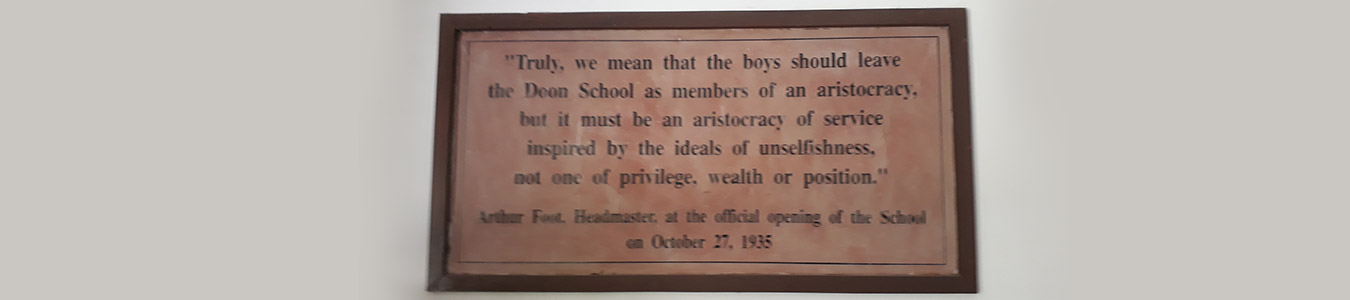 "Truly, we mean that the boys should leave
the Doon School as members of an aristocracy,
but it must be an aristocracy of service
inspired by the ideals of unselfishness,
not one of privilege, wealth or position."
Arthur Foot, Headmaster, at the official opening of the School
on October 27, 1935